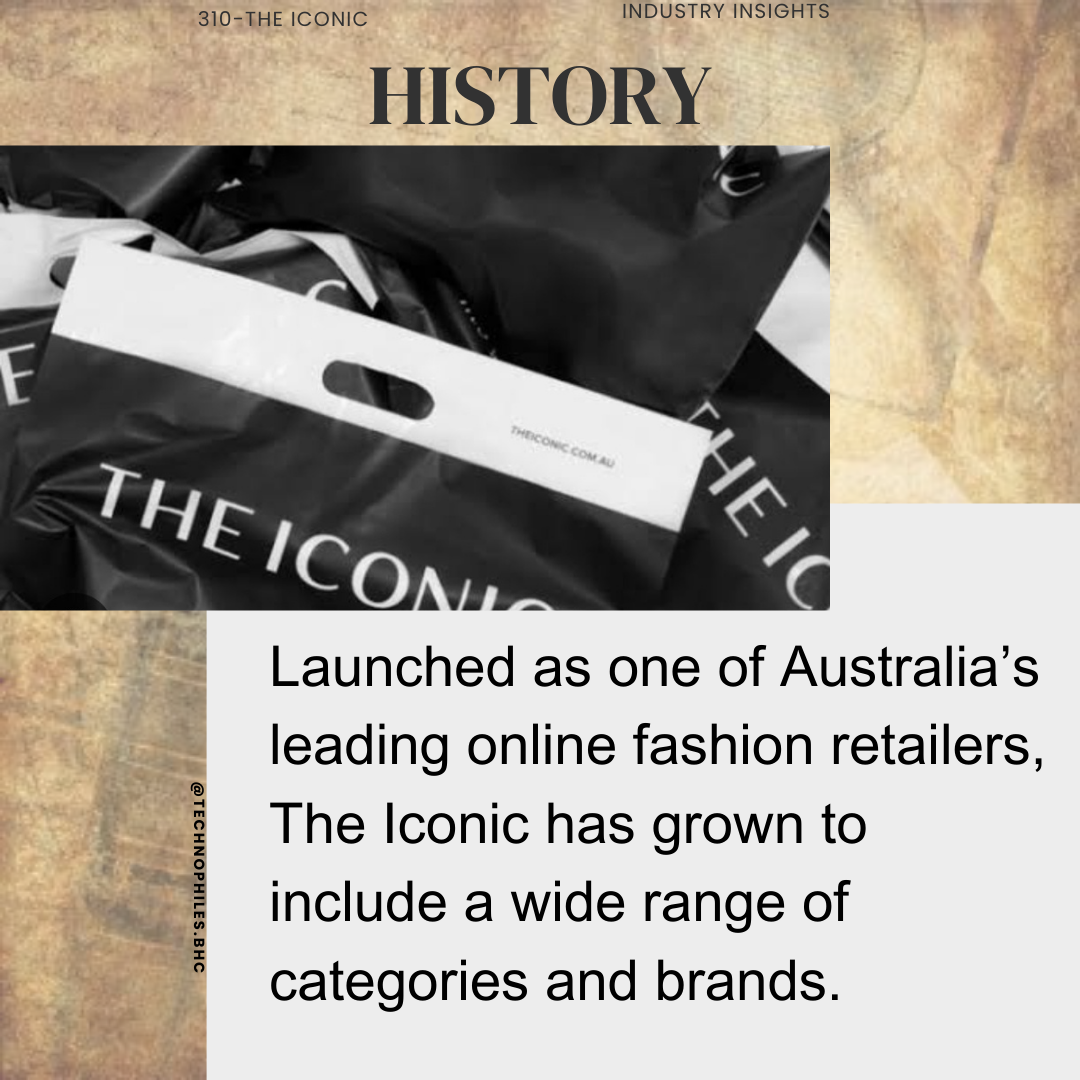 310-THE ICONIC
INDUSTRY INSIGHTS
HISTORY
THEICONIC.COM.AU
THE ICONIC
THE IC
E
C
Launched as one of Australia’s
leading online fashion retailers,
The Iconic has grown to
include a wide range of
categories and brands.
@TECHNOPHILES.BHC